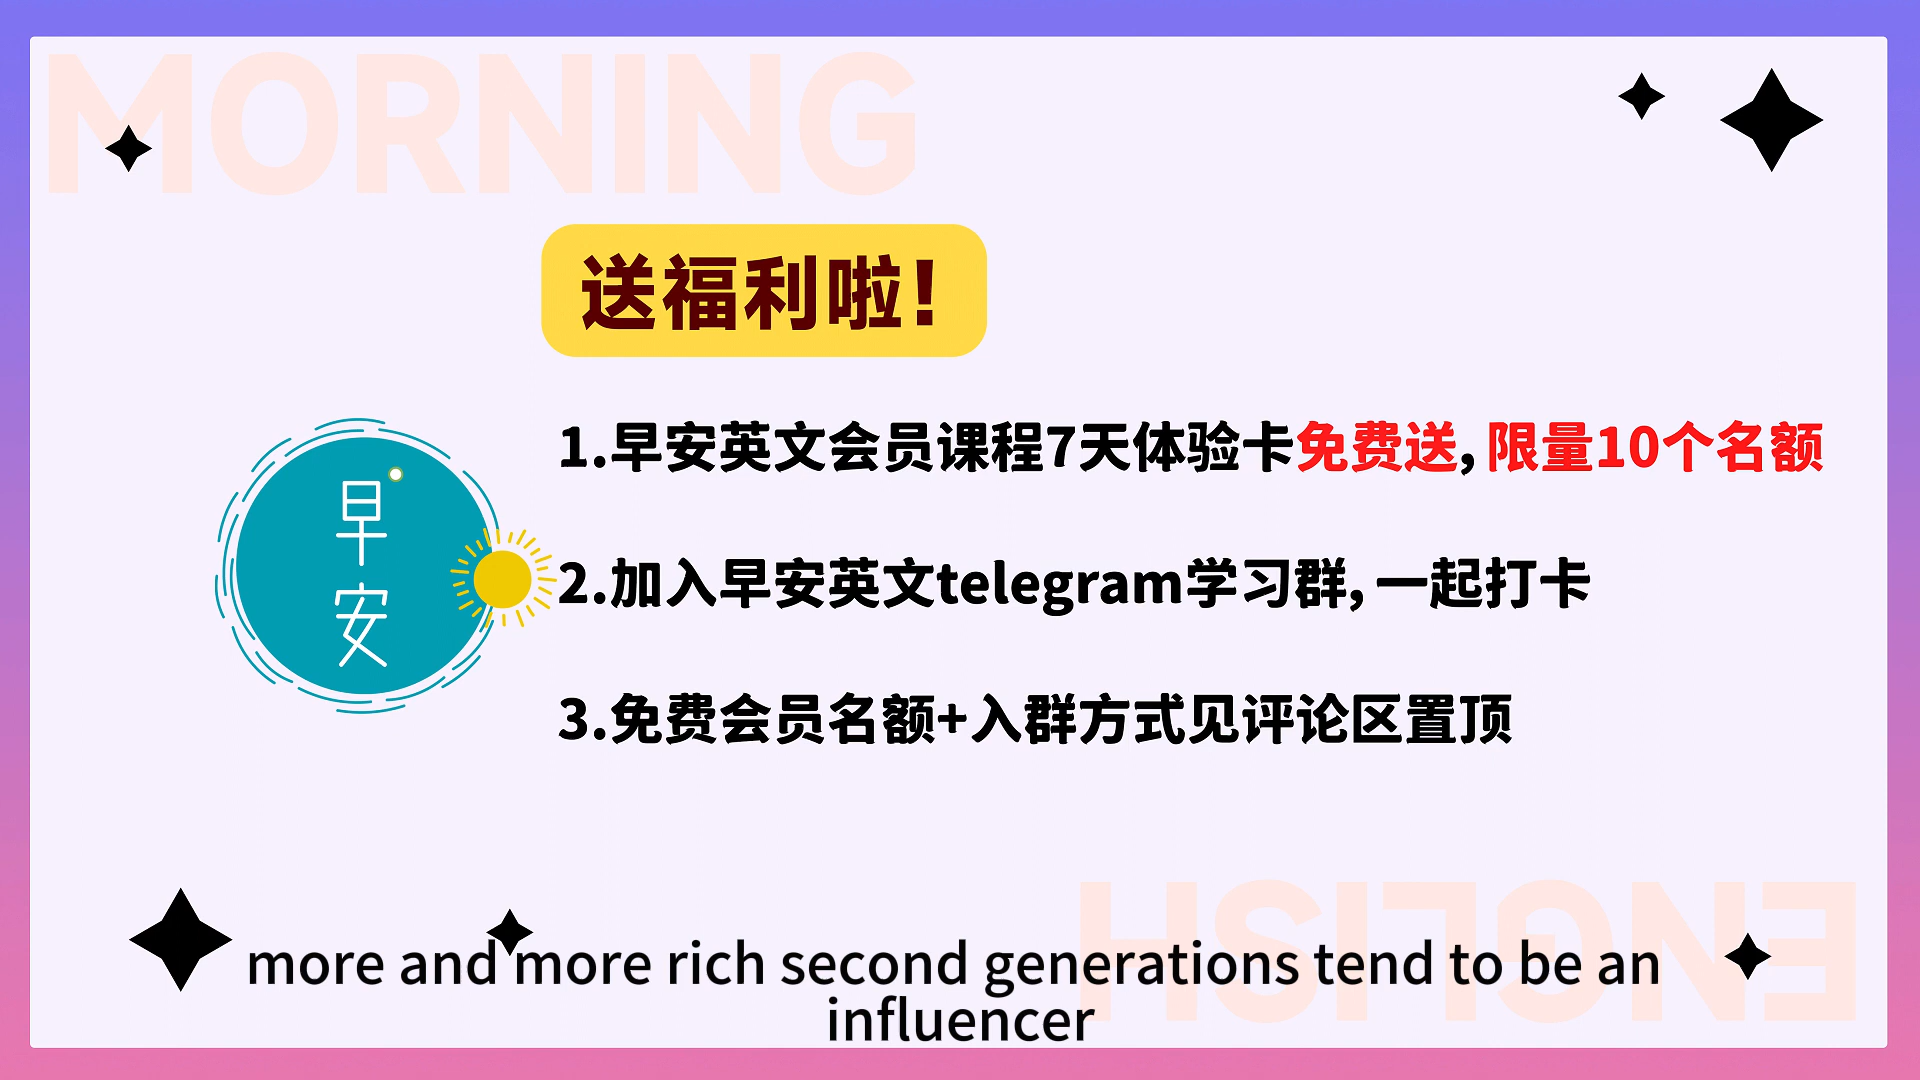 MORNING
送福利啦!
1.早安英文会员课程7天体验卡免费送,限量10个名额
早安
2.加入早安英文telegram学习群,一起打卡
3.免费会员名额+入群方式见评论区置顶
ENGLISH
more and more rich second generations tend to be an
influencer